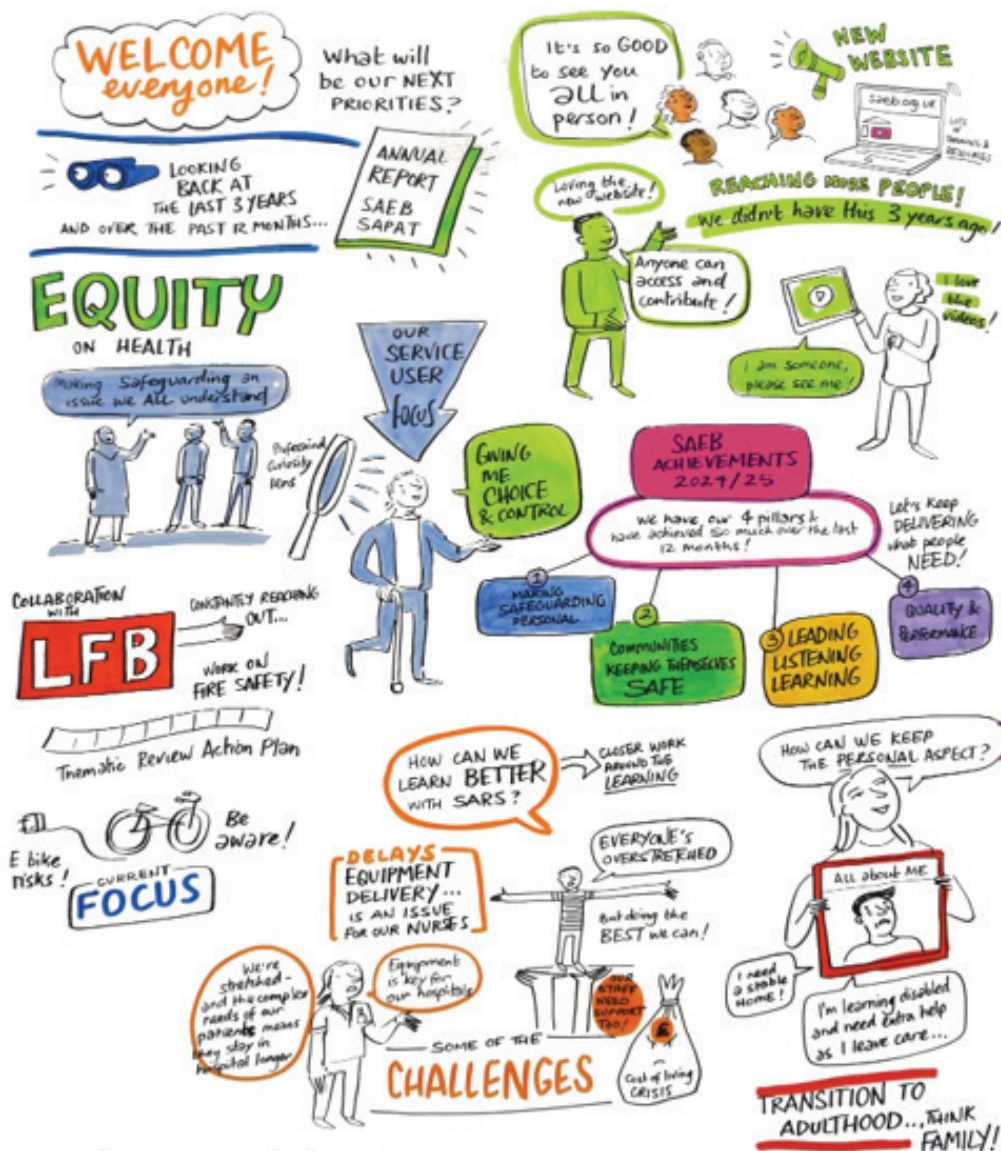 WELCOME
everyone!
What will
be our NEXT
PRIORITIES?
LOOKING
BACK AT
THE LAST 3 YEARS
AND OVER THE PAST 12 MONTHS...
ANNUAL
REPORT
SAEB
SAPAT
It's so GOOD
to see you
all in
person!
NEW
WEBSITE
saeb.org.uk
LOTS
OF
&
RESOURCES
REACHING MORE PEOPLE!
We didn't have this 3 years ago!
Loving the
new website!
Anyone can
access and
contribute!
I love
the
videos!
I am someone,
please see me!
EQUITY
ON HEALTH
Making Safeguarding an
issue we ALL understand
Professional
Curiosity
lens
OUR
SERVICE
USER
focus
GIVING
ME
CHOICE
& CONTROL
SAEB
ACHIEVEMENTS
2024/25
We have our 4 pillars &
have achieved so much over the last
12 months!
Let's keep
DELIVERING
what people
NEED!
1
MAKING
SAFEGUARDING
PERSONAL
2
COMMUNITIES
KEEPING THEMSELVES
SAFE
3 LEADING
LISTENING
LEARNING
4
QUALITY &
PERFORMANCE
COLLABORATION
WITH
LFB
CONSTANTLY REACHING
OUT...
WORK ON
FIRE SAFETY!
Thematic Review Action Plan
E bike
risks!
Be
aware!
CURRENT
FOCUS
HOW CAN WE
LEARN BETTER
WITH SARS?
CLOSER WORK
AROUND THE
LEARNING
DELAYS
EQUIPMENT
DELIVERY...
IS AN ISSUE
FOR OUR NURSES
EVERYONE'S
OVERSTRETCHED
But doing the
BEST we can!
We're
stretched-
and the complex
needs of our
patients means
they stay in
hospital longer
Equipment
is key for
our hospitals
OUR
STAFF
NEED
SUPPORT
TOO!
£
Cost of living
CRISIS
SOME OF THE
CHALLENGES
HOW CAN WE KEEP
THE PERSONAL ASPECT?
All about ME
I need
a stable
HOME!
I'm learning disabled
and need extra help
as I leave care...
TRANSITION TO
ADULTHOOD..., THINK
FAMILY!